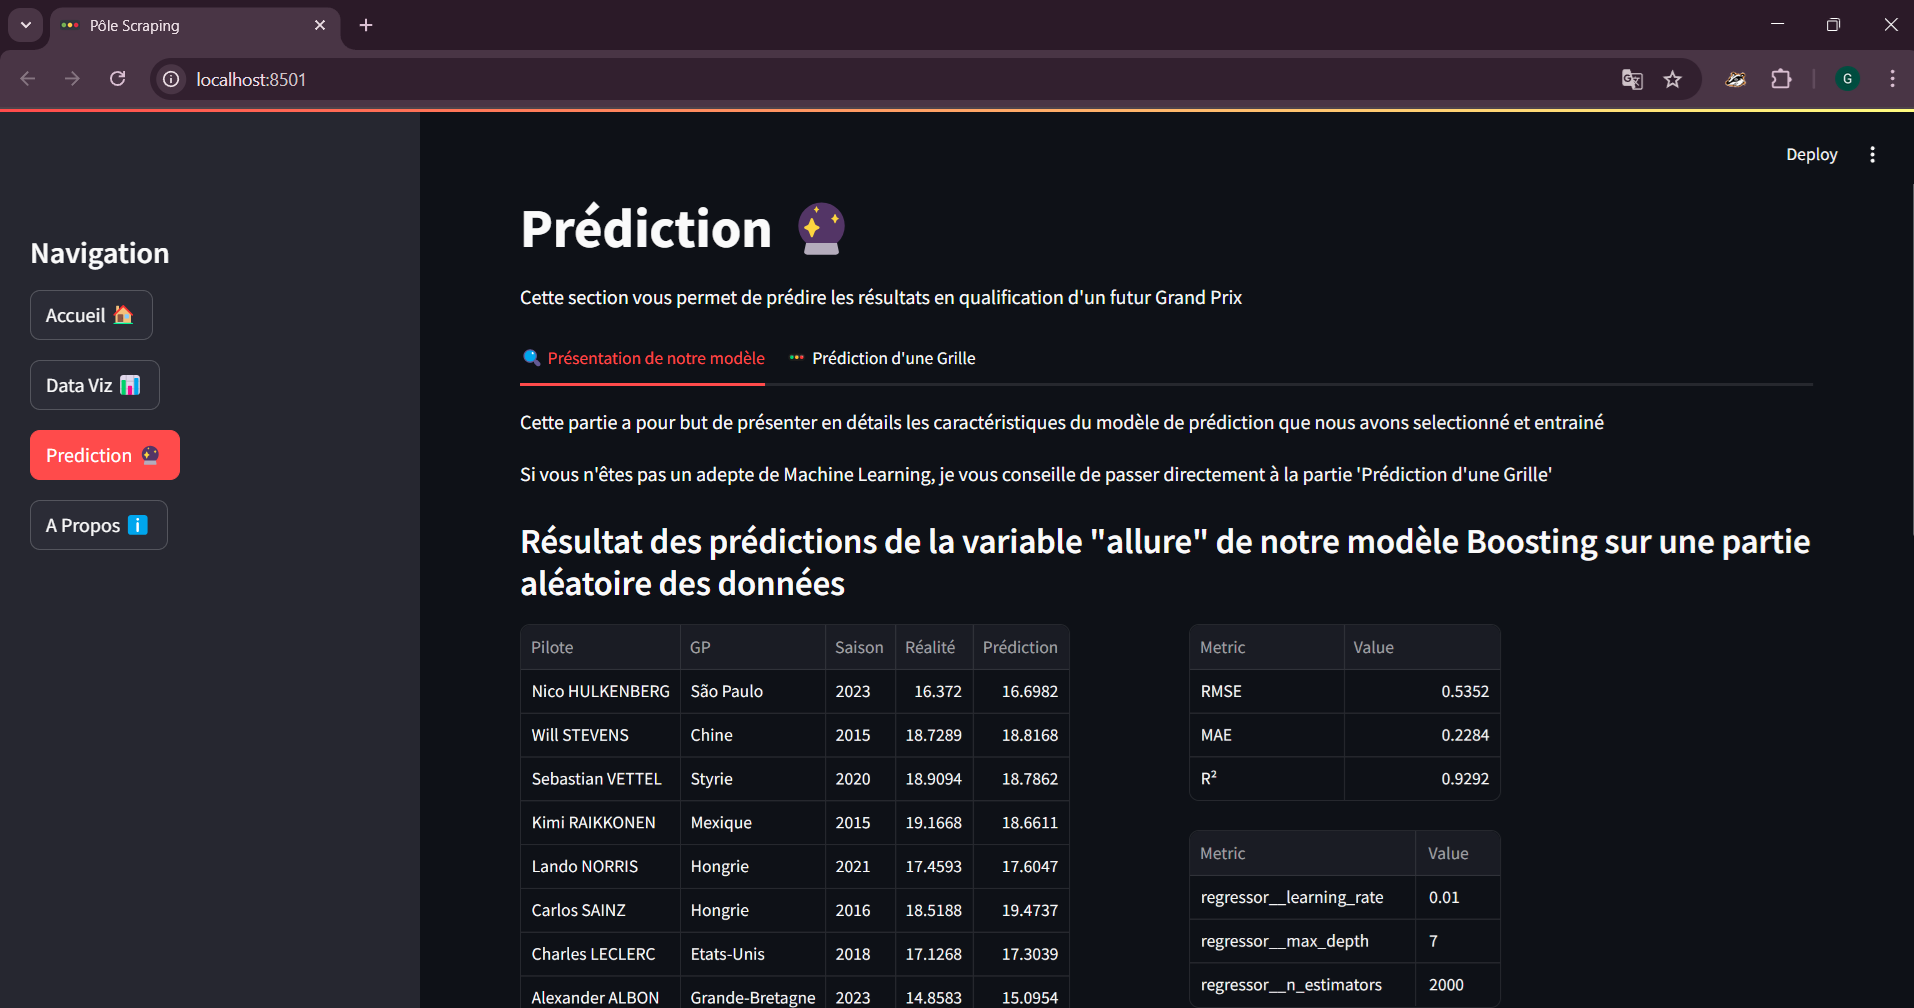 Pôle Scraping
localhost:8501
G
Deploy
Navigation
Accueil
Data Viz
Prediction
A Propos
Prédiction
Cette section vous permet de prédire les résultats en qualification d'un futur Grand Prix
Présentation de notre modèle Prédiction d'une Grille
Cette partie a pour but de présenter en détails les caractéristiques du modèle de prédiction que nous avons selectionné et entrainé
Si vous n'êtes pas un adepte de Machine Learning, je vous conseille de passer directement à la partie 'Prédiction d'une Grille'
Résultat des prédictions de la variable "allure" de notre modèle Boosting sur une partie
aléatoire des données
Pilote GP Saison Réalité Prédiction
Nico HULKENBERG São Paulo 2023 16.372 16.6982
Will STEVENS Chine 2015 18.7289 18.8168
Sebastian VETTEL Styrie 2020 18.9094 18.7862
Kimi RAIKKONEN Mexique 2015 19.1668 18.6611
Lando NORRIS Hongrie 2021 17.4593 17.6047
Carlos SAINZ Hongrie 2016 18.5188 19.4737
Charles LECLERC Etats-Unis 2018 17.1268 17.3039
Alexander ALBON Grande-Bretagne 2023 14.8583 15.0954
Metric Value
RMSE 0.5352
MAE 0.2284
R² 0.9292
Metric Value
regressor__learning_rate 0.01
regressor__max_depth 7
regressor__n_estimators 2000